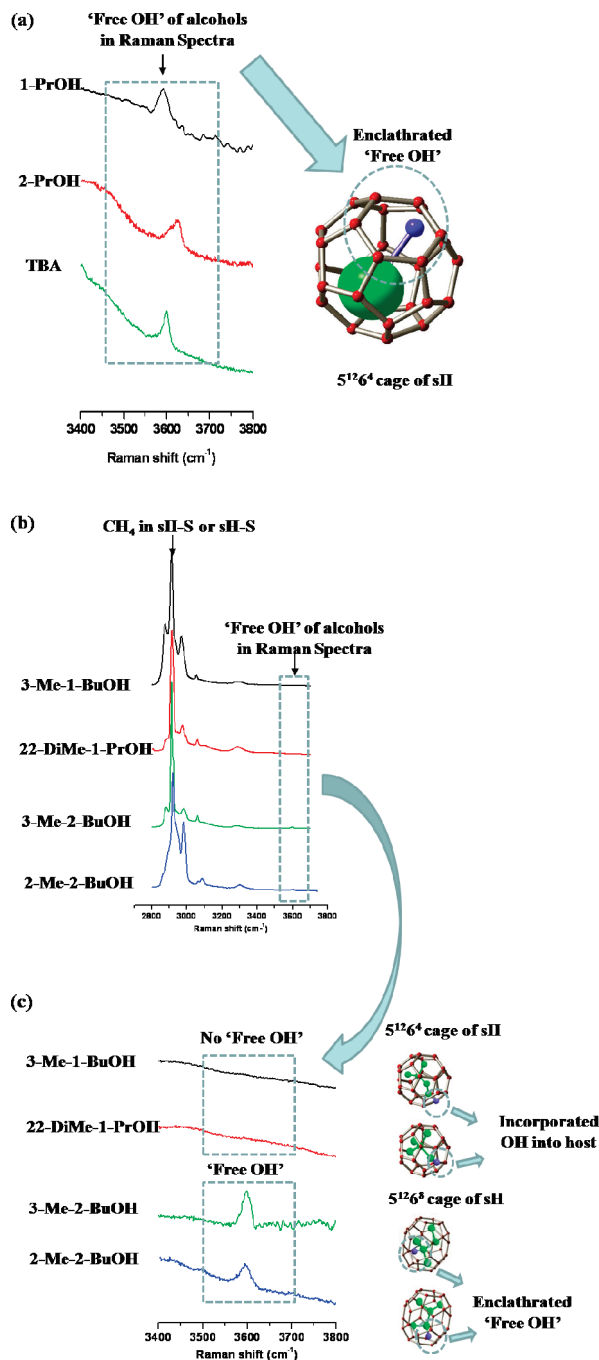 (a)
‘Free OH’ of alcohols
in Raman Spectra
1-PrOH
2-PrOH
TBA
Enclathrated
‘Free OH’
5¹²6⁴ cage of sII
3400 3500 3600 3700 3800
Raman shift (cm⁻¹)
(b)
CH₄ in sII-S or sH-S
‘Free OH’ of alcohols
in Raman Spectra
3-Me-1-BuOH
22-DiMe-1-PrOH
3-Me-2-BuOH
2-Me-2-BuOH
2800 3000 3200 3400 3600 3800
Raman shift (cm⁻¹)
(c)
No ‘Free OH’
3-Me-1-BuOH
22-DiMe-1-PrOH
‘Free OH’
3-Me-2-BuOH
2-Me-2-BuOH
3400 3500 3600 3700 3800
Raman shift (cm⁻¹)
5¹²6⁴ cage of sII
Incorporated
OH into host
5¹²6⁸ cage of sH
Enclathrated
‘Free OH’